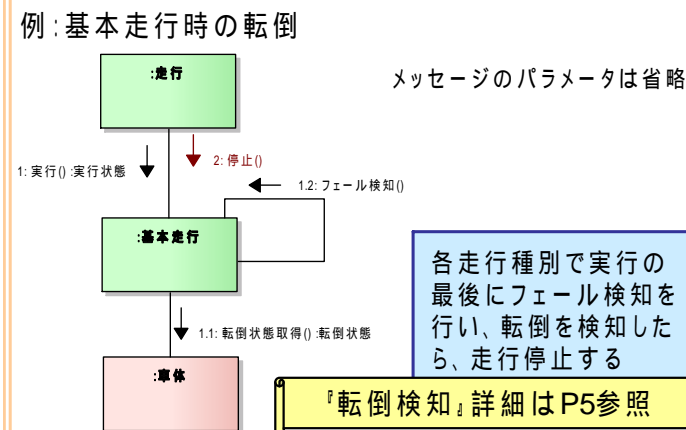 例:基本走行時の転倒
:走行
メッセージのパラメータは省略
1: 実行() :実行状態
2: 停止()
1.2: フェール検知()
:基本走行
各走行種別で実行の
最後にフェール検知を
行い、転倒を検知した
ら、走行停止する
1.1: 転倒状態取得() :転倒状態
:車体
『転倒検知』詳細はP5参照